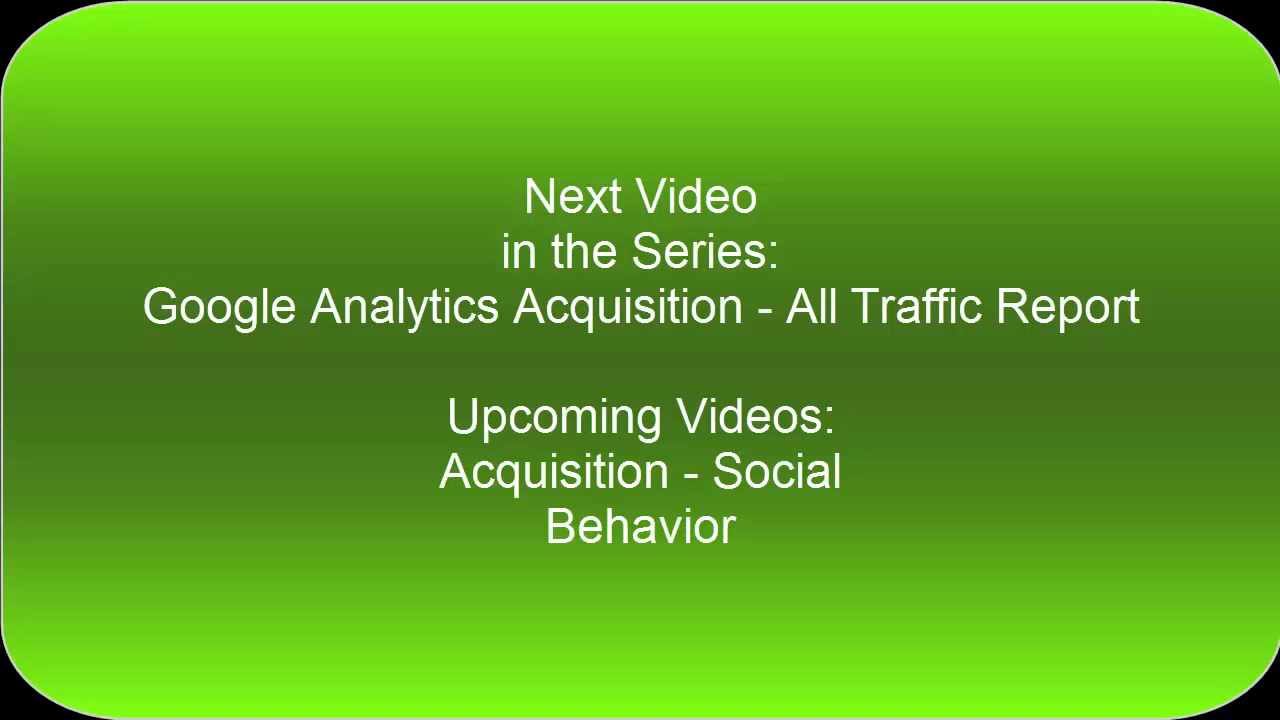 Next Video
in the Series:
Google Analytics Acquisition - All Traffic Report
Upcoming Videos:
Acquisition - Social
Behavior